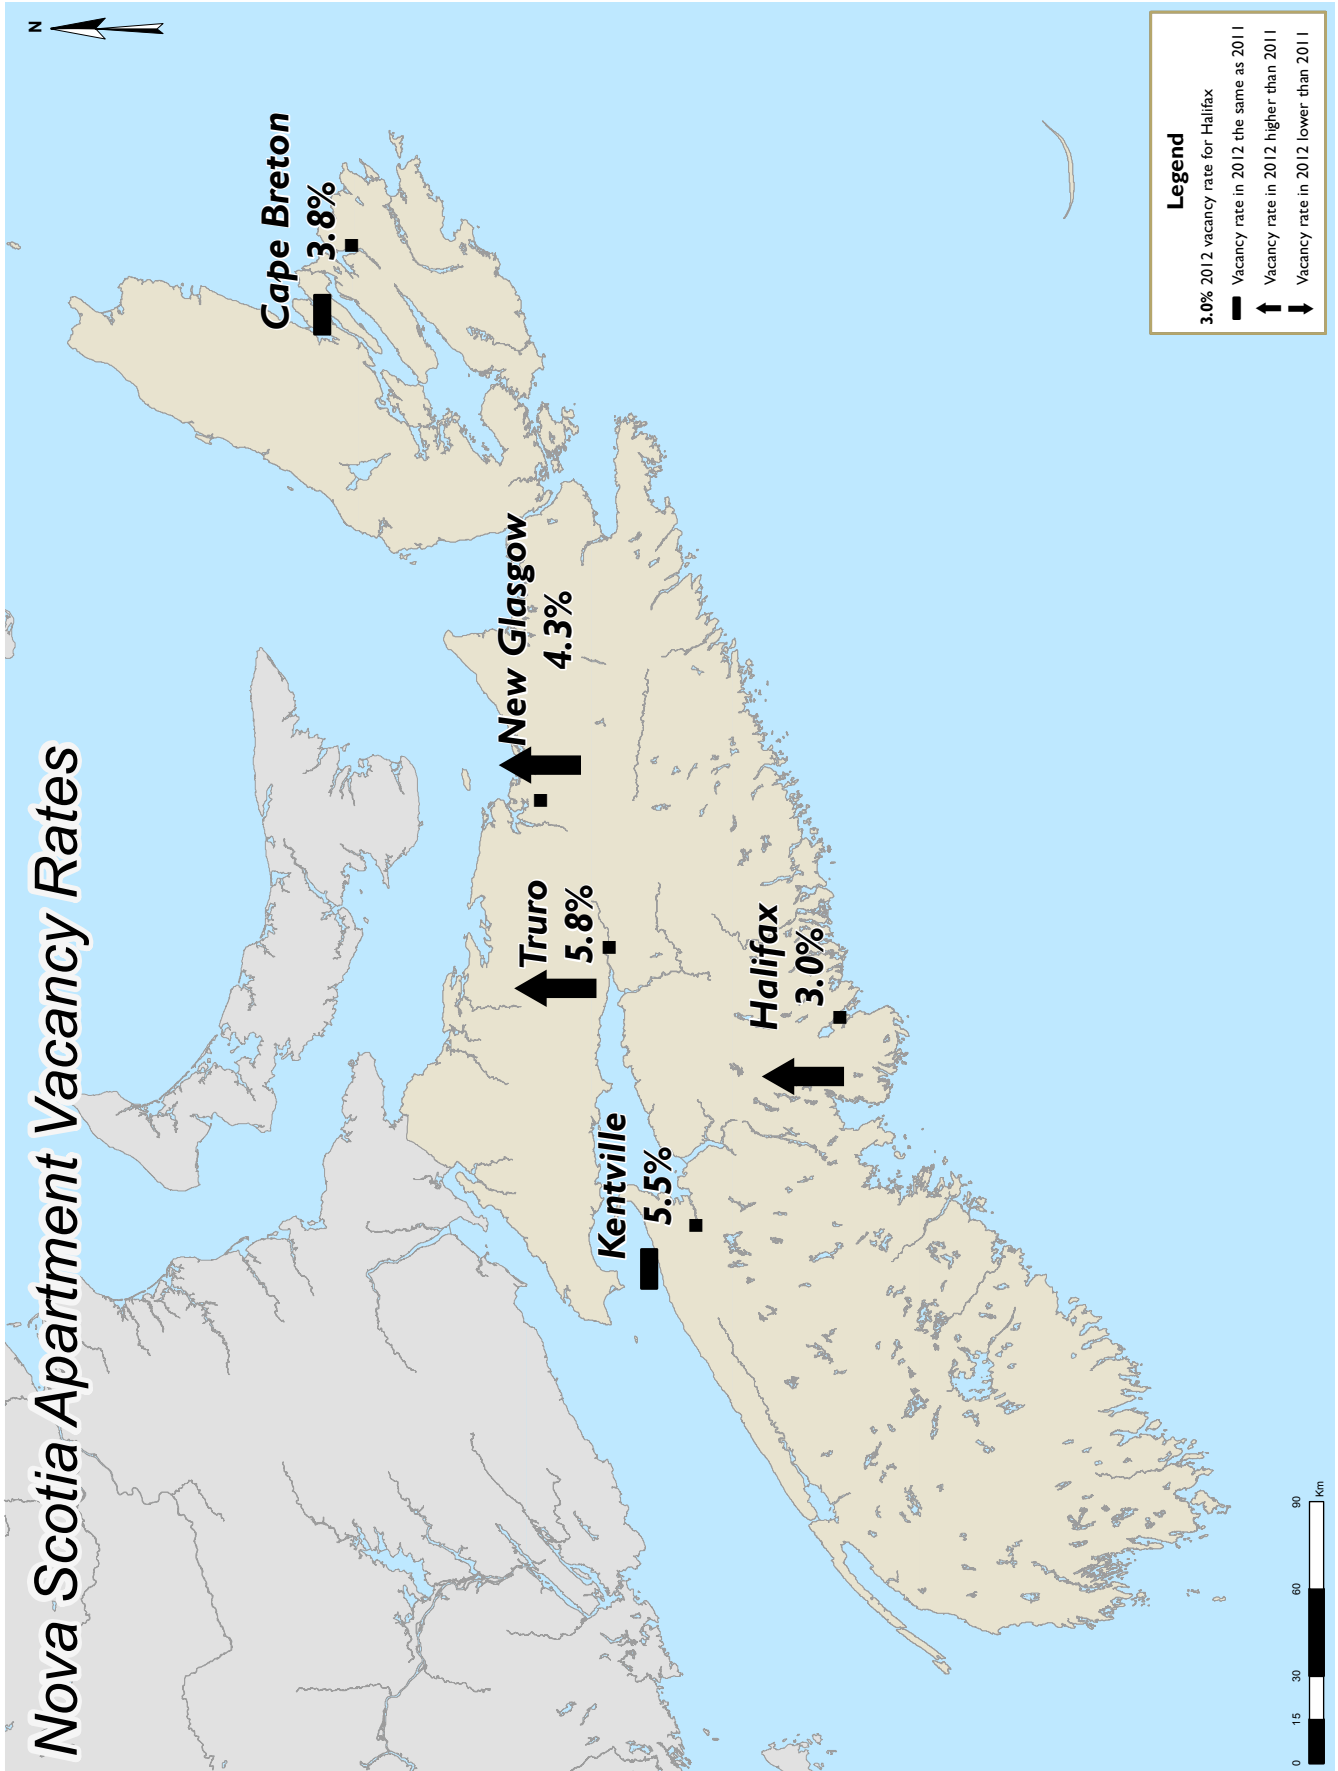 Nova Scotia Apartment Vacancy Rates
N
Cape Breton
3.8%
New Glasgow
4.3%
Truro
5.8%
Halifax
3.0%
Kentville
5.5%
Legend
3.0% 2012 vacancy rate for Halifax
Vacancy rate in 2012 the same as 2011
Vacancy rate in 2012 higher than 2011
Vacancy rate in 2012 lower than 2011
0 15 30 60 90
Km